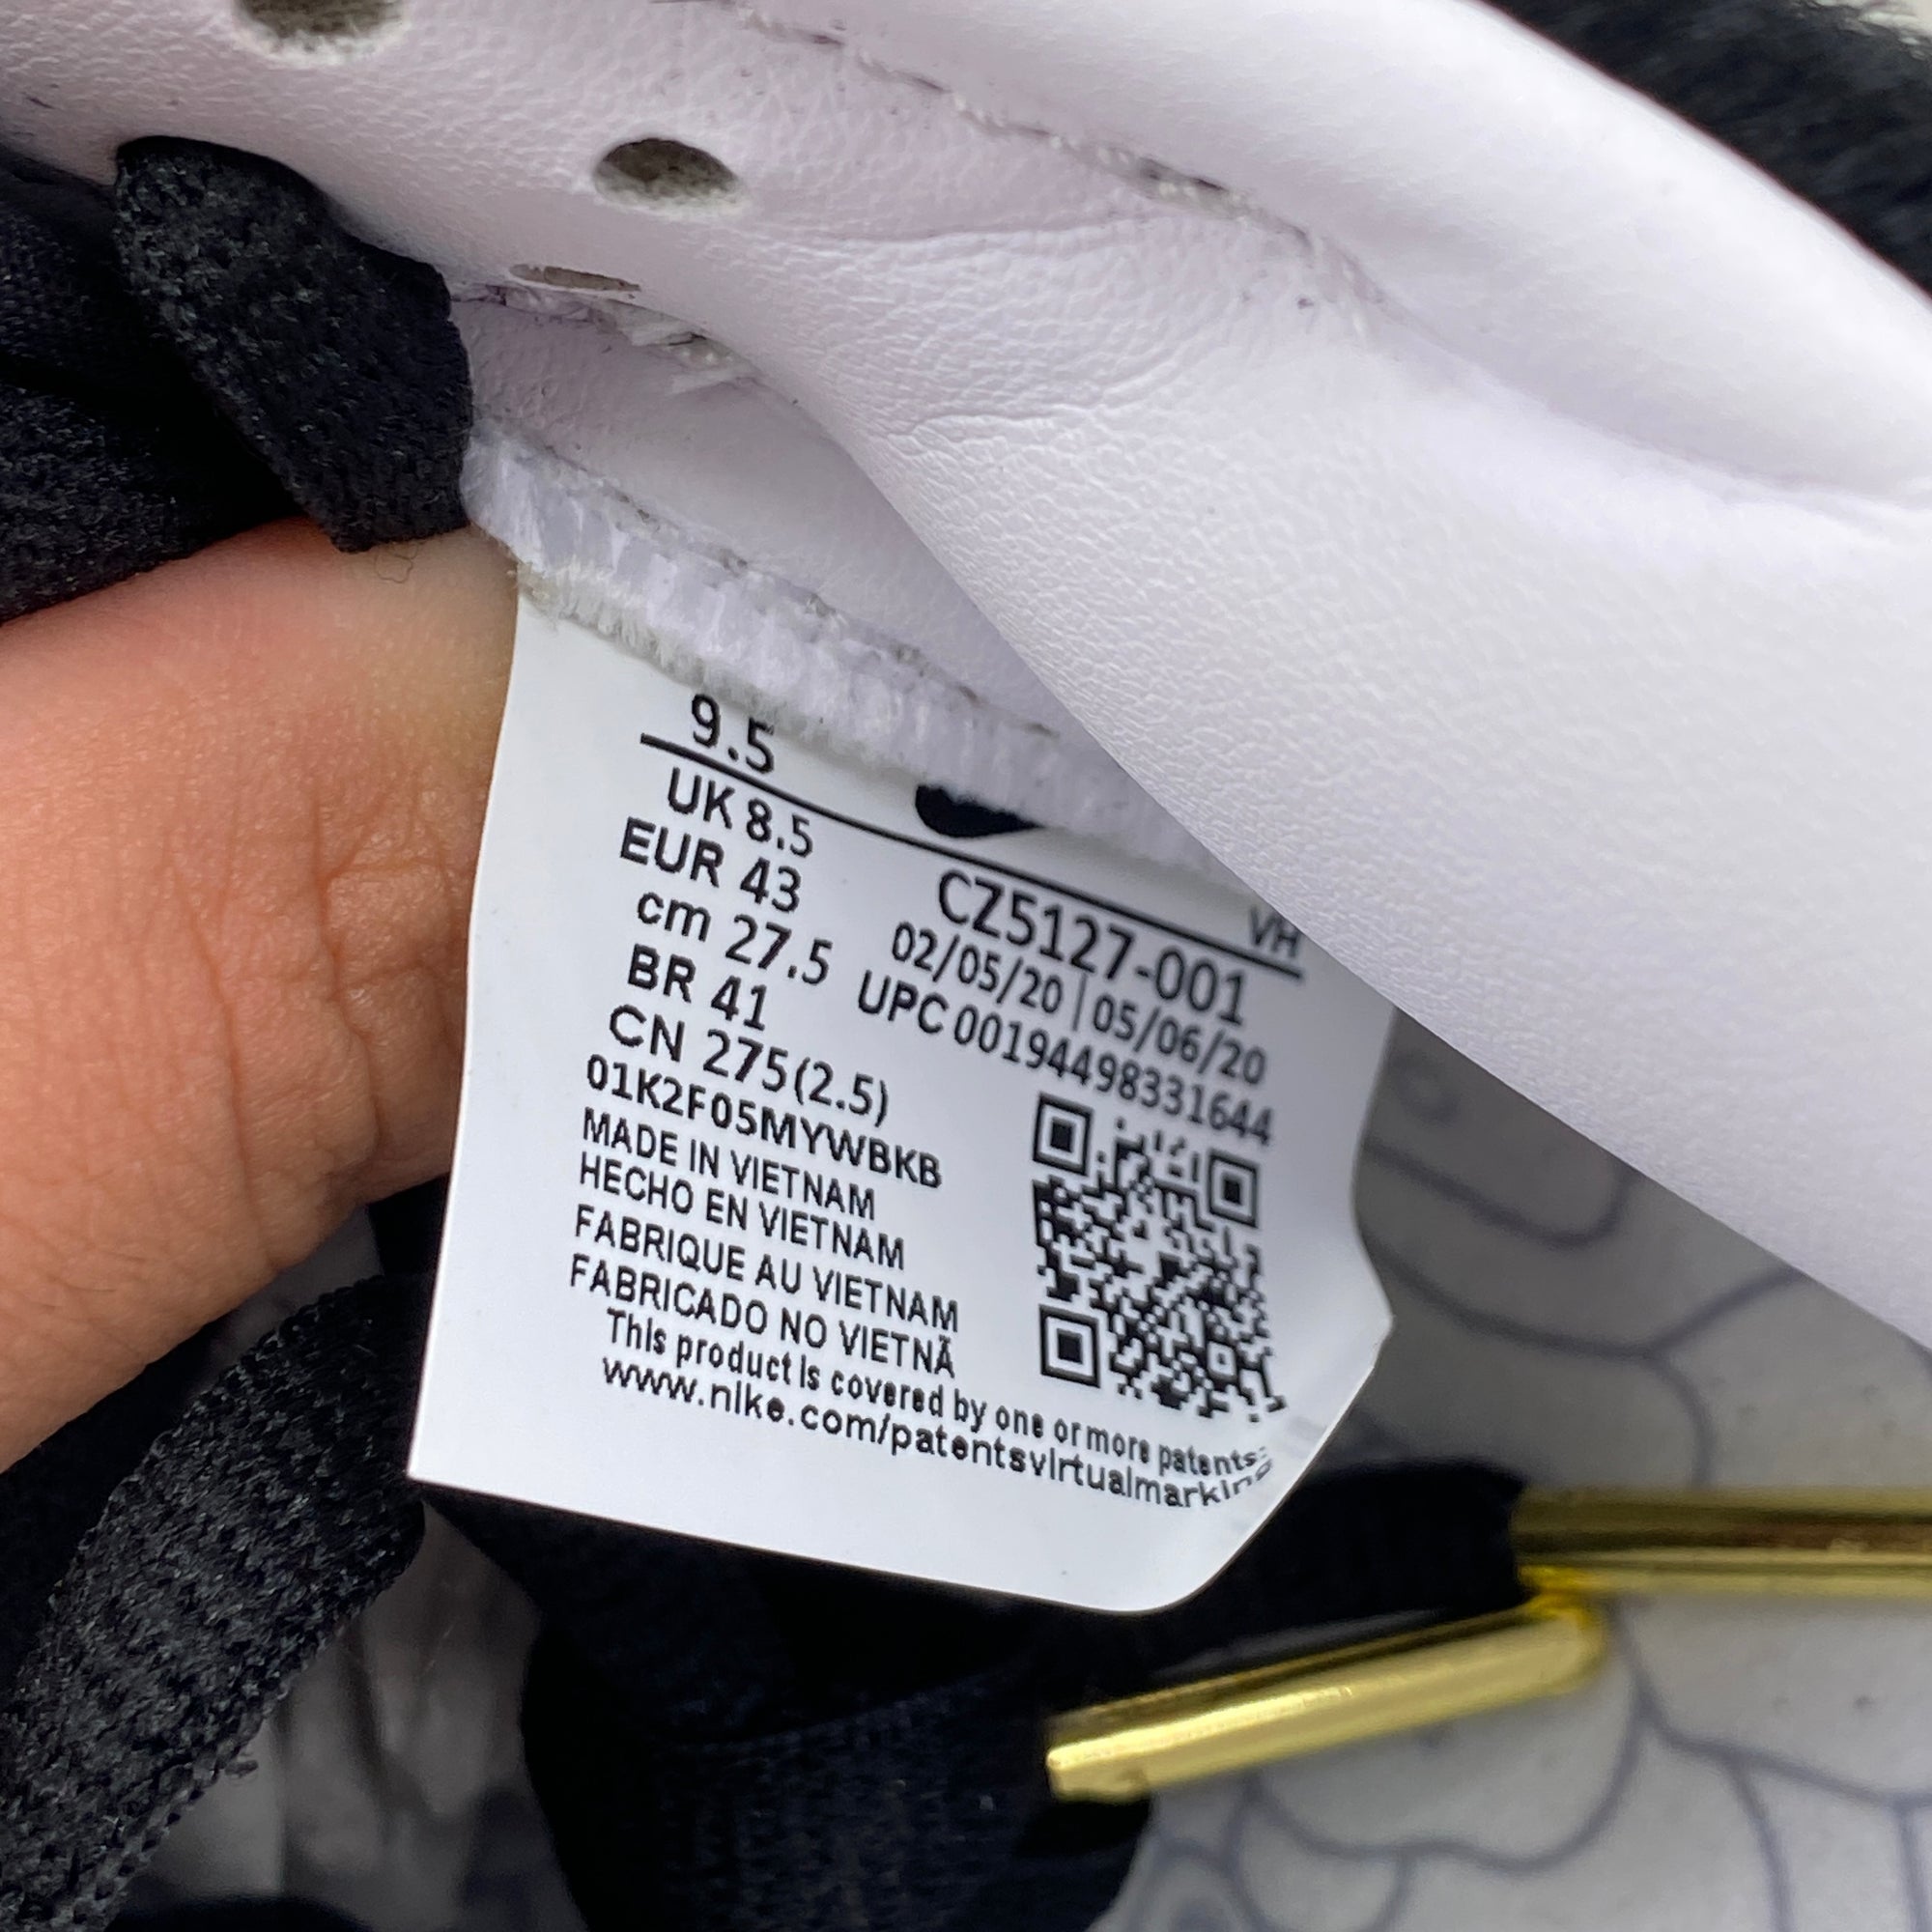 9.5
VH
UK 8.5
EUR 43
cm 27.5
BR 41
CN 275(2.5)
CZ5127-001
02/05/20 | 05/06/20
UPC 00194498331644
01K2F05MYWBKB
MADE IN VIETNAM
HECHO EN VIETNAM
FABRIQUE AU VIETNAM
FABRICADO NO VIETNÃ
This product is covered by one or more patents:
www.nike.com/patentsvirtualmarking